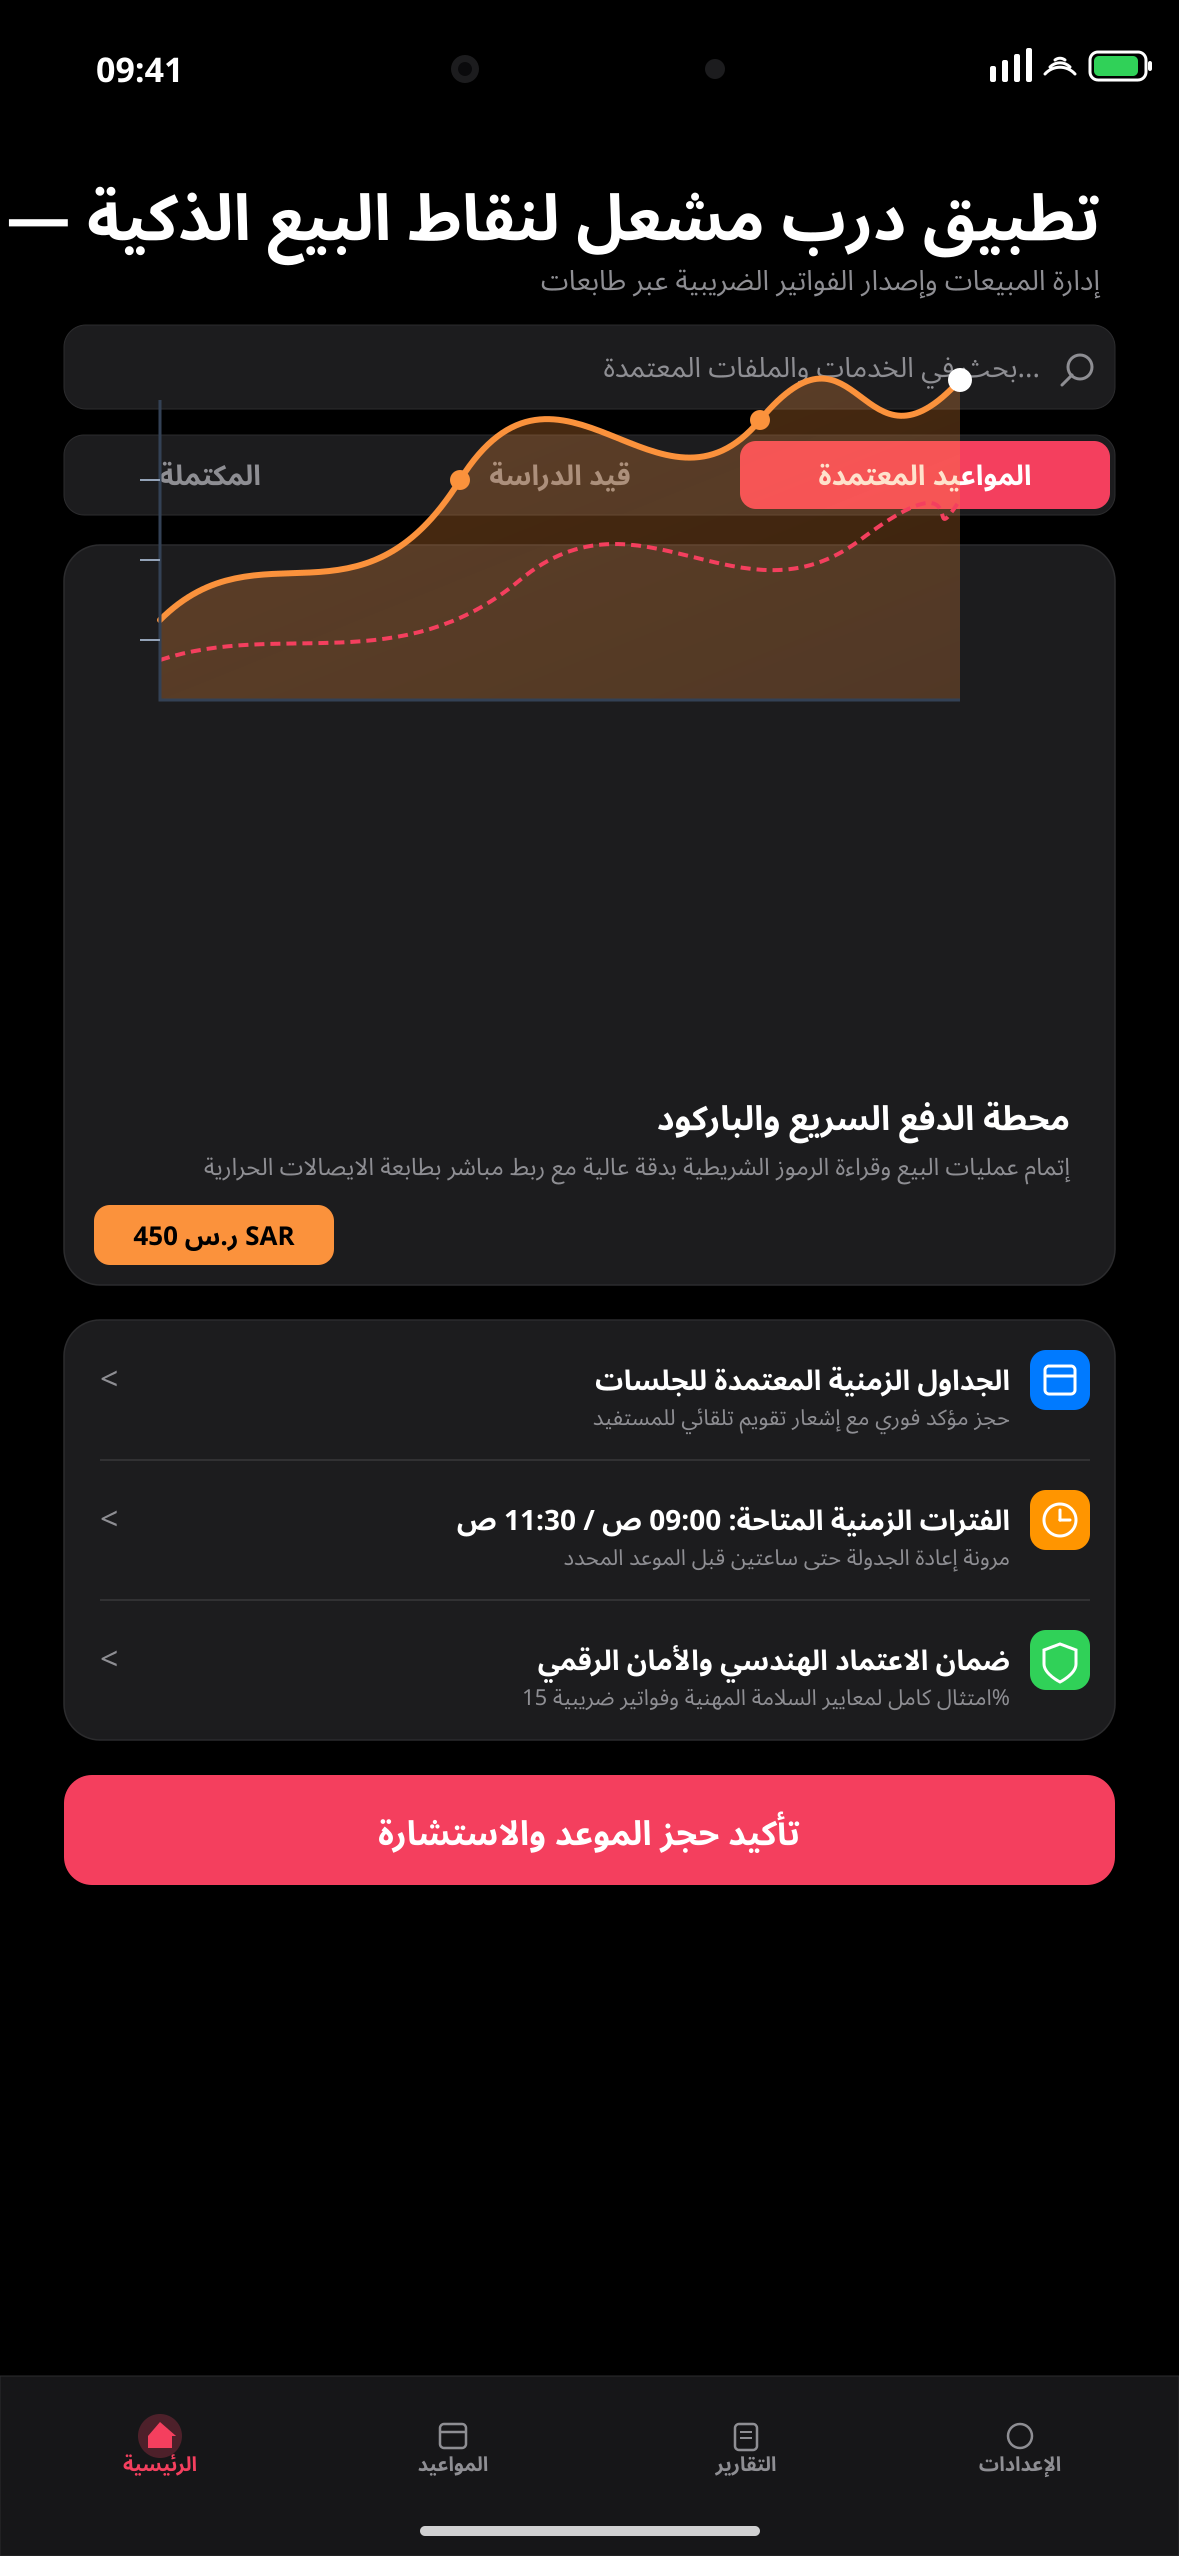 09:41
تطبيق درب مشعل لنقاط البيع الذكية —
إدارة المبيعات وإصدار الفواتير الضريبية عبر طابعات
بحث في الخدمات والملفات المعتمدة...
المواعيد المعتمدة
قيد الدراسة
المكتملة
محطة الدفع السريع والباركود
إتمام عمليات البيع وقراءة الرموز الشريطية بدقة عالية مع ربط مباشر بطابعة الايصالات الحرارية
450 ر.س SAR
الجداول الزمنية المعتمدة للجلسات
حجز مؤكد فوري مع إشعار تقويم تلقائي للمستفيد
الفترات الزمنية المتاحة: 09:00 ص / 11:30 ص
مرونة إعادة الجدولة حتى ساعتين قبل الموعد المحدد
ضمان الاعتماد الهندسي والأمان الرقمي
%امتثال كامل لمعايير السلامة المهنية وفواتير ضريبية 15
تأكيد حجز الموعد والاستشارة
الإعدادات
التقارير
المواعيد
الرئيسية